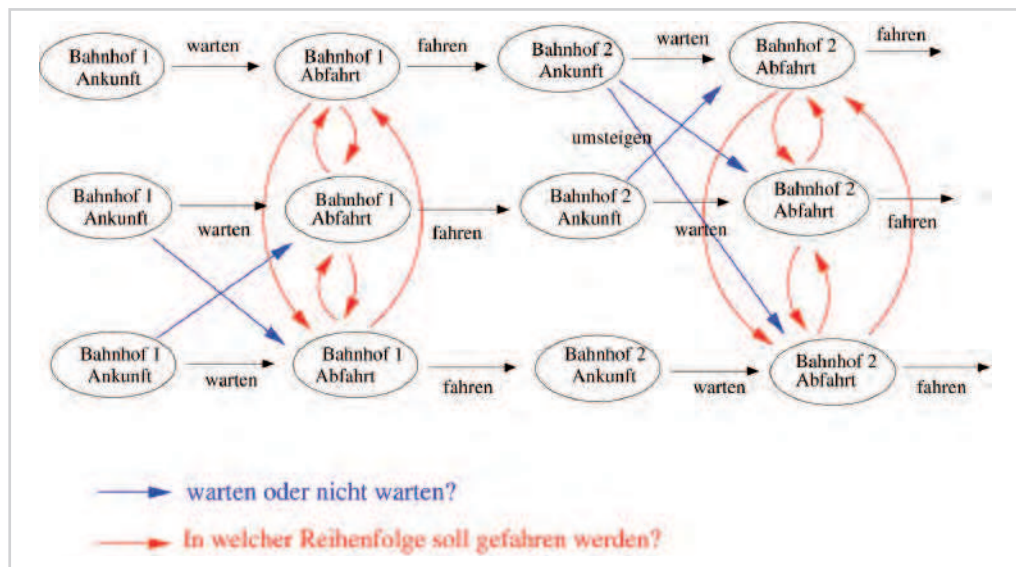 Bahnhof 1
Ankunft
warten
Bahnhof 1
Abfahrt
fahren
Bahnhof 2
Ankunft
warten
Bahnhof 2
Abfahrt
fahren
umsteigen
Bahnhof 1
Ankunft
warten
Bahnhof 1
Abfahrt
fahren
Bahnhof 2
Ankunft
warten
Bahnhof 2
Abfahrt
fahren
Bahnhof 1
Ankunft
warten
Bahnhof 1
Abfahrt
fahren
Bahnhof 2
Ankunft
warten
Bahnhof 2
Abfahrt
fahren
warten oder nicht warten?
In welcher Reihenfolge soll gefahren werden?